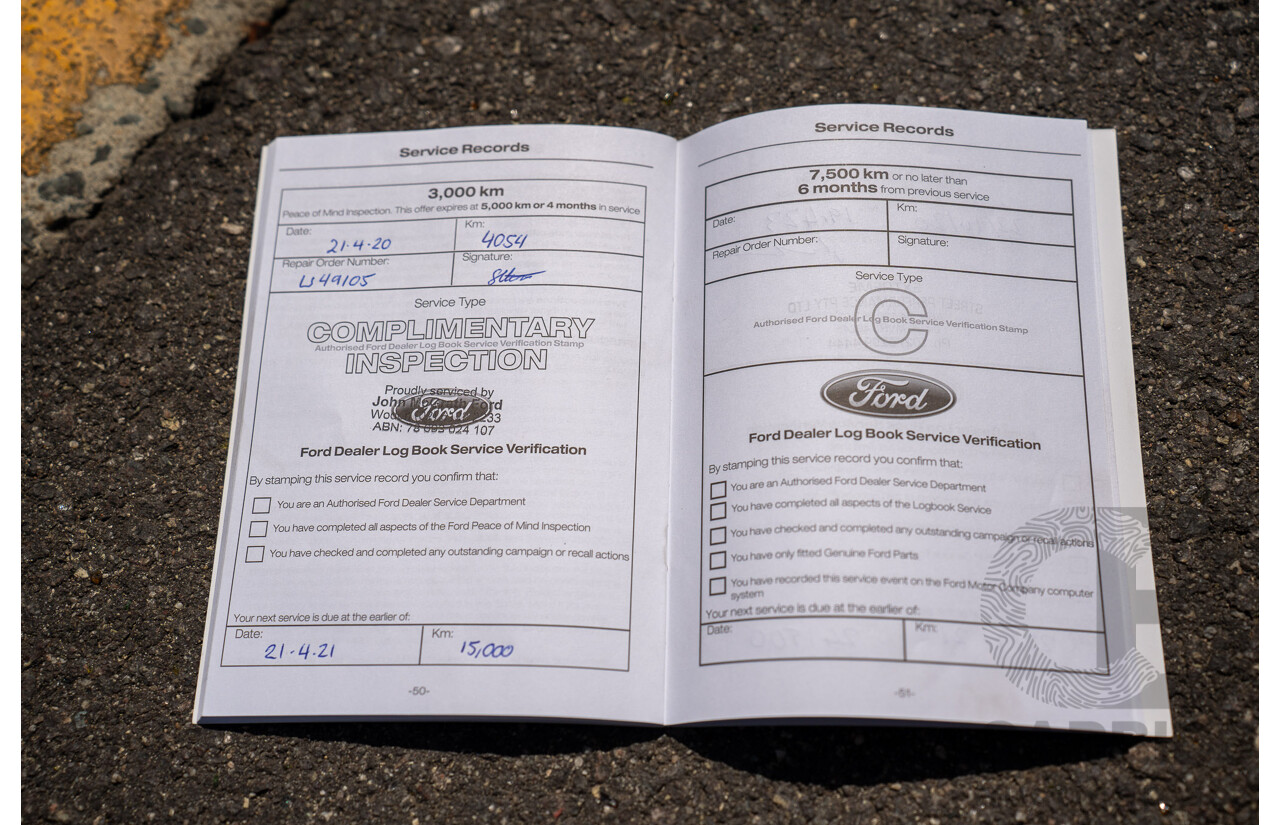 Service Records
3,000 km
Peace of Mind Inspection. This offer expires at 5,000 km or 4 months in service
Date: 21·4·20 Km: 4054
Repair Order Number: 49105 Signature:
Service Type
COMPLIMENTARY
Authorised Ford Dealer Log Book Service Verification Stamp
INSPECTION
Proudly serviced by
John Ford
Ford
ABN: 78 093 024 107
Ford Dealer Log Book Service Verification
By stamping this service record you confirm that:
You are an Authorised Ford Dealer Service Department
You have completed all aspects of the Ford Peace of Mind Inspection
You have checked and completed any outstanding campaign or recall actions
Your next service is due at the earlier of:
Date: 21·4·21 Km: 15,000
-50-
Service Records
7,500 km or no later than
6 months from previous service
Date: Km:
Repair Order Number: Signature:
Service Type
C
Authorised Ford Dealer Log Book Service Verification Stamp
Ford
Ford Dealer Log Book Service Verification
By stamping this service record you confirm that:
You are an Authorised Ford Dealer Service Department
You have completed all aspects of the Logbook Service
You have checked and completed any outstanding campaign or recall actions
You have only fitted Genuine Ford Parts
You have recorded this service event on the Ford Motor Company computer
system
Your next service is due at the earlier of:
Date: Km:
-51-